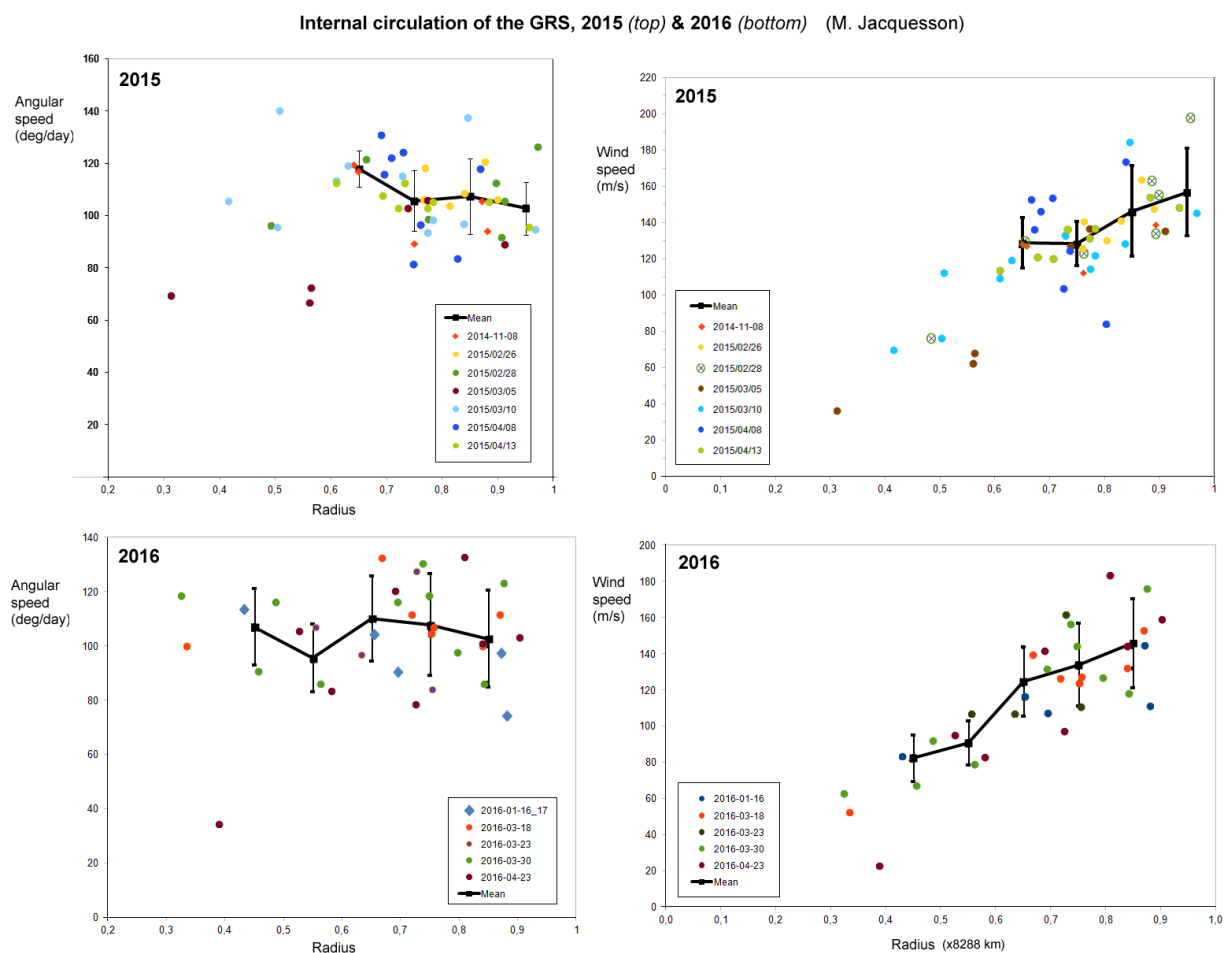 Internal circulation of the GRS, 2015 (top) & 2016 (bottom) (M. Jacquesson)
2015
Angular
speed
(deg/day)
160
140
120
100
80
60
40
20
0,2 0,3 0,4 0,5 0,6 0,7 0,8 0,9 1
Radius
Mean
2014-11-08
2015/02/26
2015/02/28
2015/03/05
2015/03/10
2015/04/08
2015/04/13
2015
Wind
speed
(m/s)
220
200
180
160
140
120
100
80
60
40
20
0
0 0,2 0,3 0,5 0,6 0,7 0,8 0,9 1
Mean
2014-11-08
2015/02/26
2015/02/28
2015/03/05
2015/03/10
2015/04/08
2015/04/13
2016
Angular
speed
(deg/day)
140
120
100
80
60
40
20
0
0,2 0,3 0,4 0,5 0,6 0,7 0,8 0,9 1
Radius
2016-01-16_17
2016-03-18
2016-03-23
2016-03-30
2016-04-23
Mean
2016
Wind
speed
(m/s)
200
180
160
140
120
100
80
60
40
20
0
0,0 0,2 0,3 0,4 0,5 0,6 0,7 0,8 0,9 1,0
Radius (x8288 km)
2016-01-16
2016-03-18
2016-03-23
2016-03-30
2016-04-23
Mean